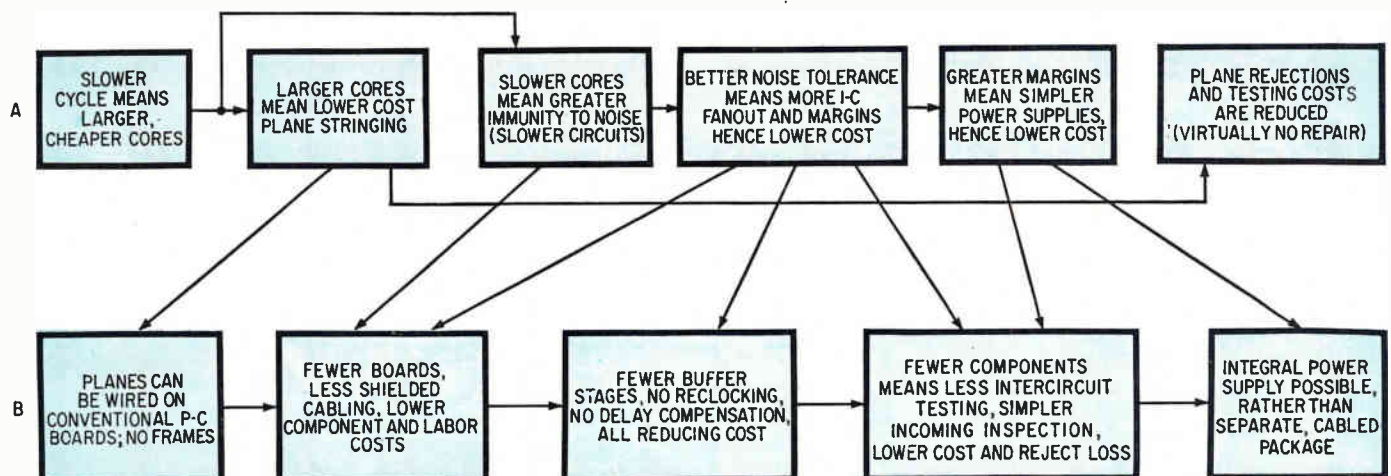 A
SLOWER
CYCLE MEANS
LARGER,
CHEAPER CORES
LARGER CORES
MEAN LOWER COST
PLANE STRINGING
SLOWER CORES
MEAN GREATER
IMMUNITY TO NOISE
(SLOWER CIRCUITS)
BETTER NOISE TOLERANCE
MEANS MORE I-C
FANOUT AND MARGINS
HENCE LOWER COST
GREATER MARGINS
MEAN SIMPLER
POWER SUPPLIES,
HENCE LOWER COST
PLANE REJECTIONS
AND TESTING COSTS
ARE REDUCED
(VIRTUALLY NO REPAIR)
B
PLANES CAN
BE WIRED ON
CONVENTIONAL P-C
BOARDS; NO FRAMES
FEWER BOARDS,
LESS SHIELDED
CABLING, LOWER
COMPONENT AND LABOR
COSTS
FEWER BUFFER
STAGES, NO RECLOCKING,
NO DELAY COMPENSATION,
ALL REDUCING COST
FEWER COMPONENTS
MEANS LESS INTERCIRCUIT
TESTING, SIMPLER
INCOMING INSPECTION,
LOWER COST AND REJECT LOSS
INTEGRAL POWER
SUPPLY POSSIBLE,
RATHER THAN
SEPARATE, CABLED
PACKAGE